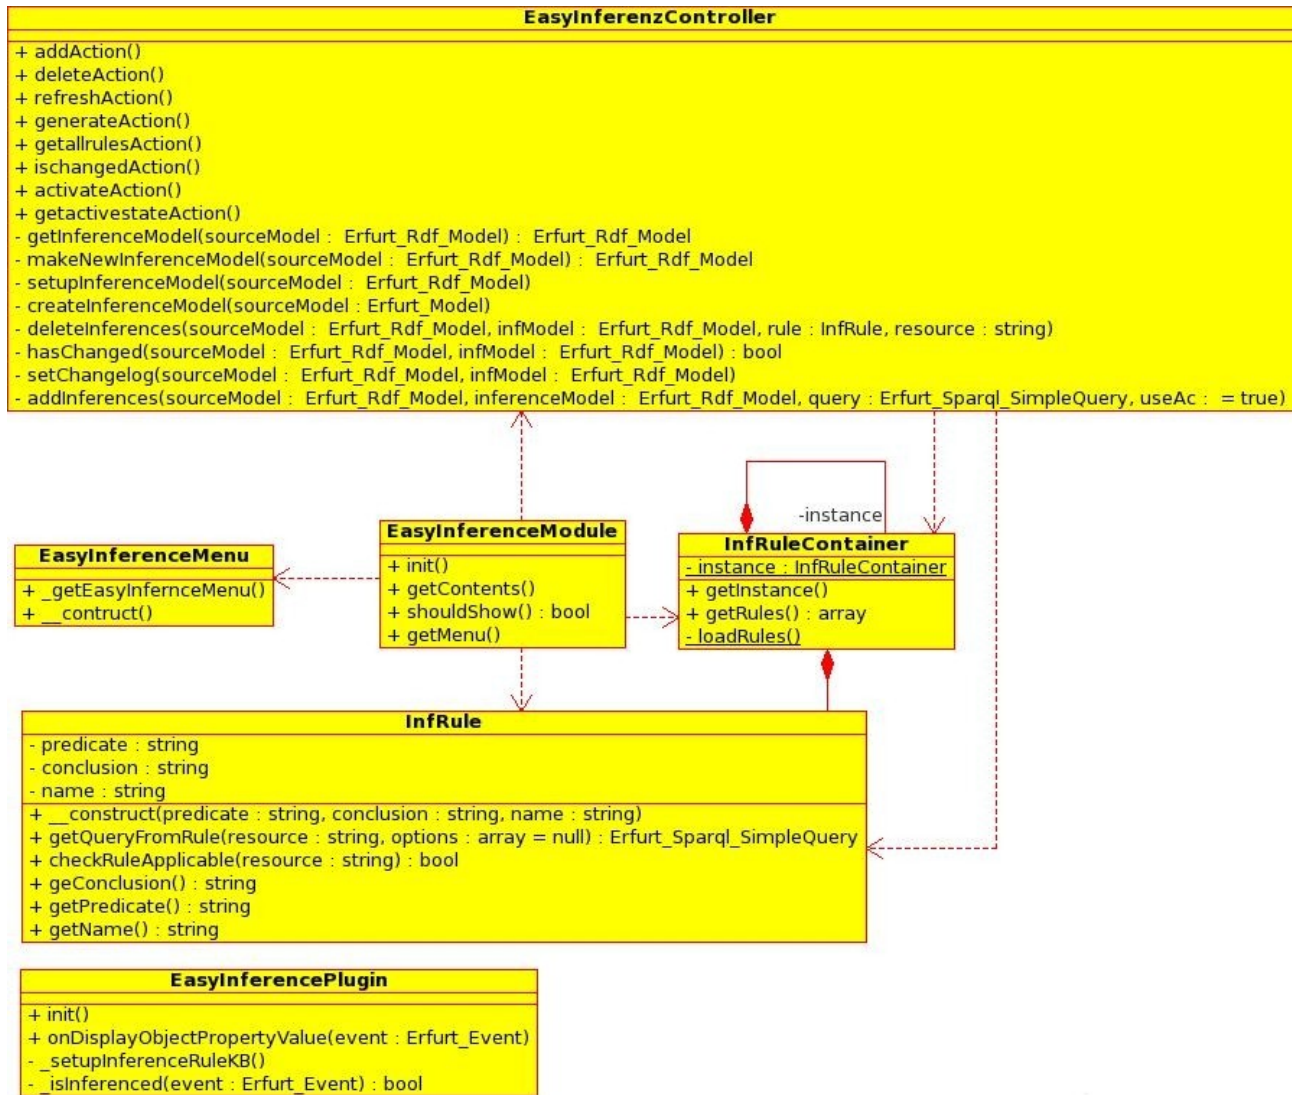 EasyInferenzController
+ addAction()
+ deleteAction()
+ refreshAction()
+ generateAction()
+ getallrulesAction()
+ ischangedAction()
+ activateAction()
+ getactivestateAction()
- getInferenceModel(sourceModel : Erfurt_Rdf_Model) : Erfurt_Rdf_Model
- makeNewInferenceModel(sourceModel : Erfurt_Rdf_Model) : Erfurt_Rdf_Model
- setupInferenceModel(sourceModel : Erfurt_Rdf_Model)
- createInferenceModel(sourceModel : Erfurt_Model)
- deleteInferences(sourceModel : Erfurt_Rdf_Model, infModel : Erfurt_Rdf_Model, rule : InfRule, resource : string)
- hasChanged(sourceModel : Erfurt_Rdf_Model, infModel : Erfurt_Rdf_Model) : bool
- setChangelog(sourceModel : Erfurt_Rdf_Model, infModel : Erfurt_Rdf_Model)
- addInferences(sourceModel : Erfurt_Rdf_Model, inferenceModel : Erfurt_Rdf_Model, query : Erfurt_Sparql_SimpleQuery, useAc : = true)
EasyInferenceMenu
+ _getEasyInfernceMenu()
+ __contruct()
EasyInferenceModule
+ init()
+ getContents()
+ shouldShow() : bool
+ getMenu()
-instance
InfRuleContainer
- instance : InfRuleContainer
+ getInstance()
+ getRules() : array
- loadRules()
InfRule
- predicate : string
- conclusion : string
- name : string
+ __construct(predicate : string, conclusion : string, name : string)
+ getQueryFromRule(resource : string, options : array = null) : Erfurt_Sparql_SimpleQuery
+ checkRuleApplicable(resource : string) : bool
+ geConclusion() : string
+ getPredicate() : string
+ getName() : string
EasyInferencePlugin
+ init()
+ onDisplayObjectPropertyValue(event : Erfurt_Event)
- _setupInferenceRuleKB()
- _isInferenced(event : Erfurt_Event) : bool